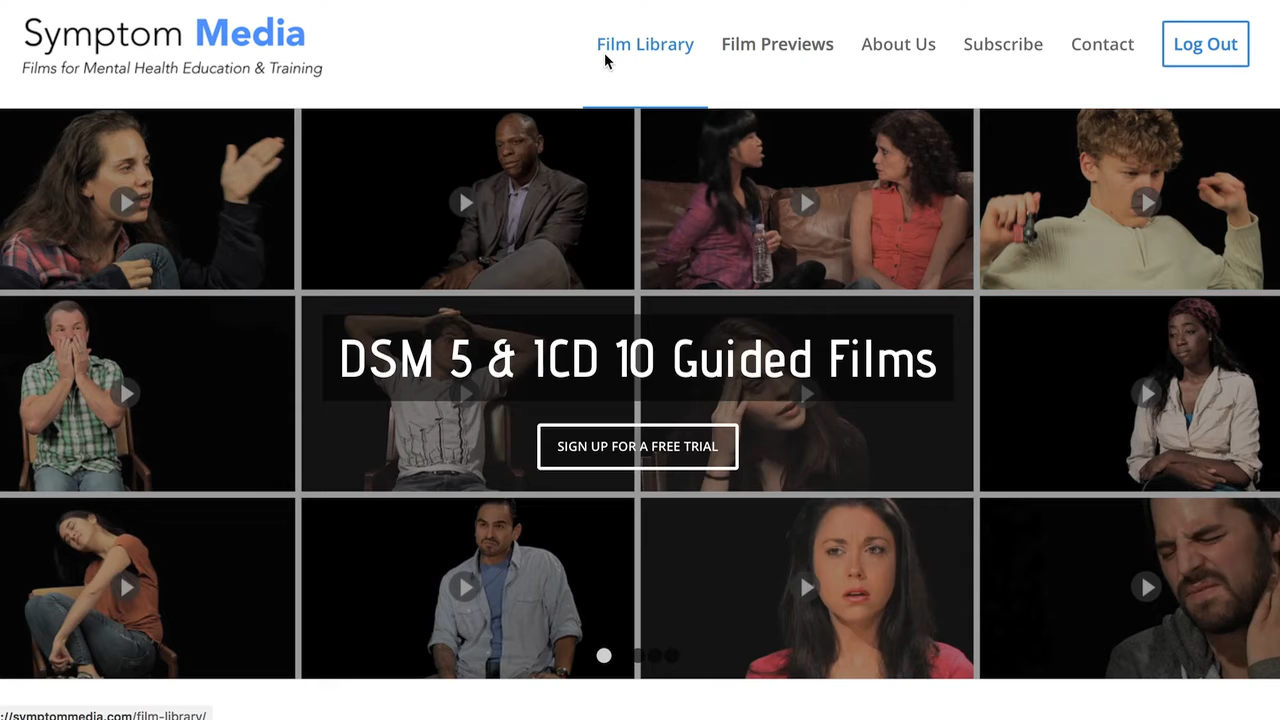 Symptom Media
Films for Mental Health Education & Training
Film Library
Film Previews
About Us
Subscribe
Contact
Log Out
DSM 5 & ICD 10 Guided Films
SIGN UP FOR A FREE TRIAL
://symptommedia.com/film-library/